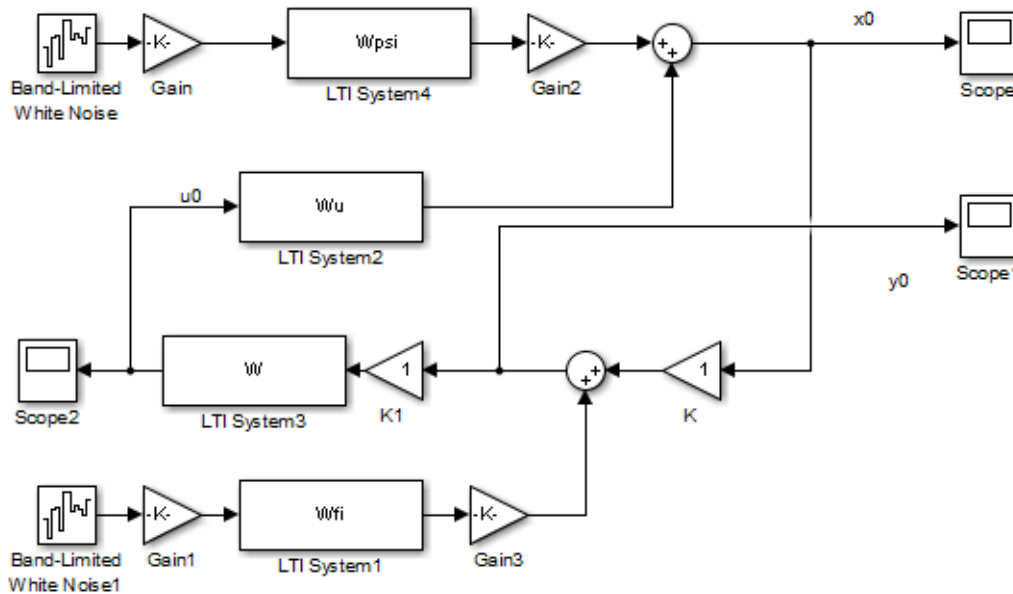 x0
-K-
Wpsi
-K-
Band-Limited
White Noise
Gain
LTI System4
Gain2
Scope
u0
Wu
LTI System2
y0
Scope1
W
1
1
Scope2
LTI System3
K1
K
-K-
Wfi
-K-
Band-Limited
White Noise1
Gain1
LTI System1
Gain3